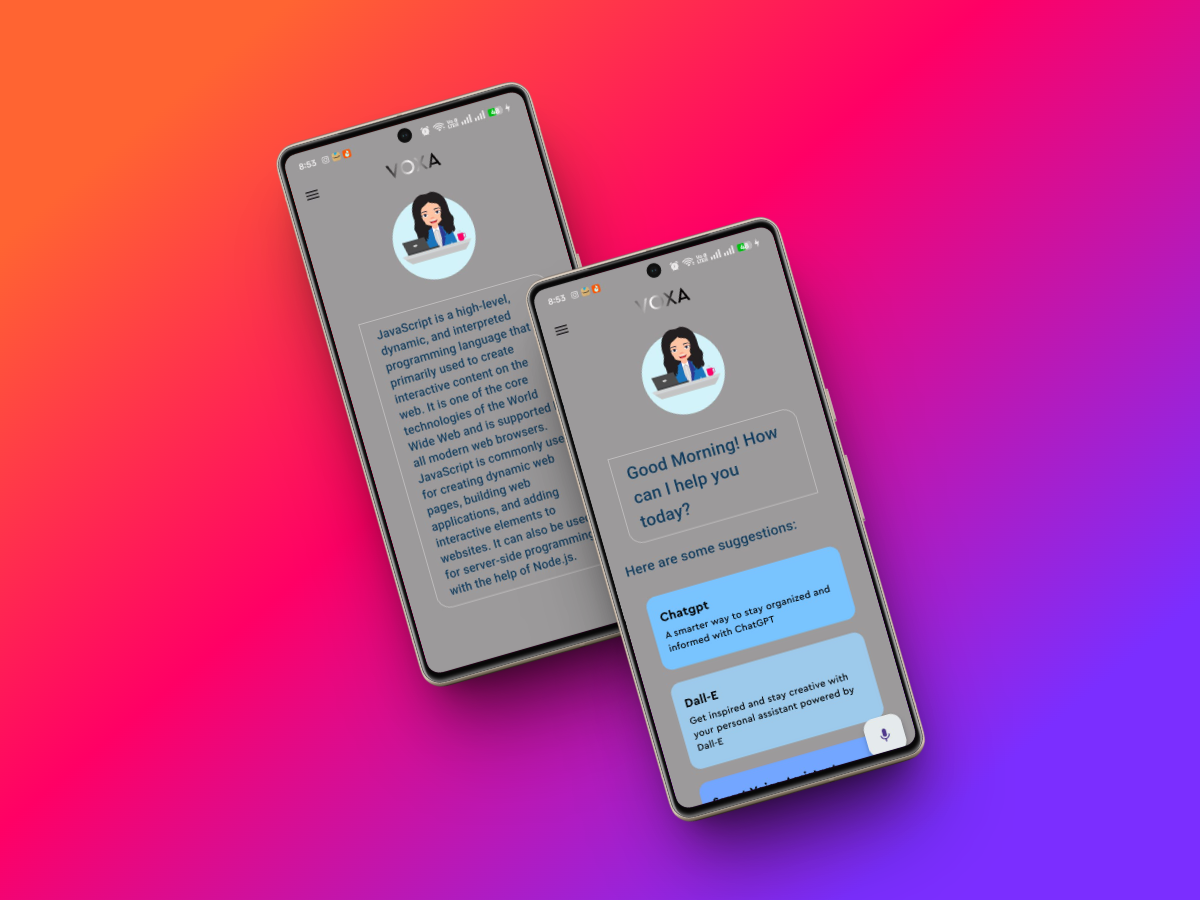 8:53
VOXA
JavaScript is a high-level,
dynamic, and interpreted
programming language that
primarily used to create
interactive content on the
web. It is one of the core
technologies of the World
Wide Web and is supported
all modern web browsers.
JavaScript is commonly use
for creating dynamic web
pages, building web
applications, and adding
interactive elements to
websites. It can also be used
for server-side programming
with the help of Node.js.
8:53
VOXA
Good Morning! How
can I help you
today?
Here are some suggestions:
Chatgpt
A smarter way to stay organized and
informed with ChatGPT
Dall-E
Get inspired and stay creative with
your personal assistant powered by
Dall-E